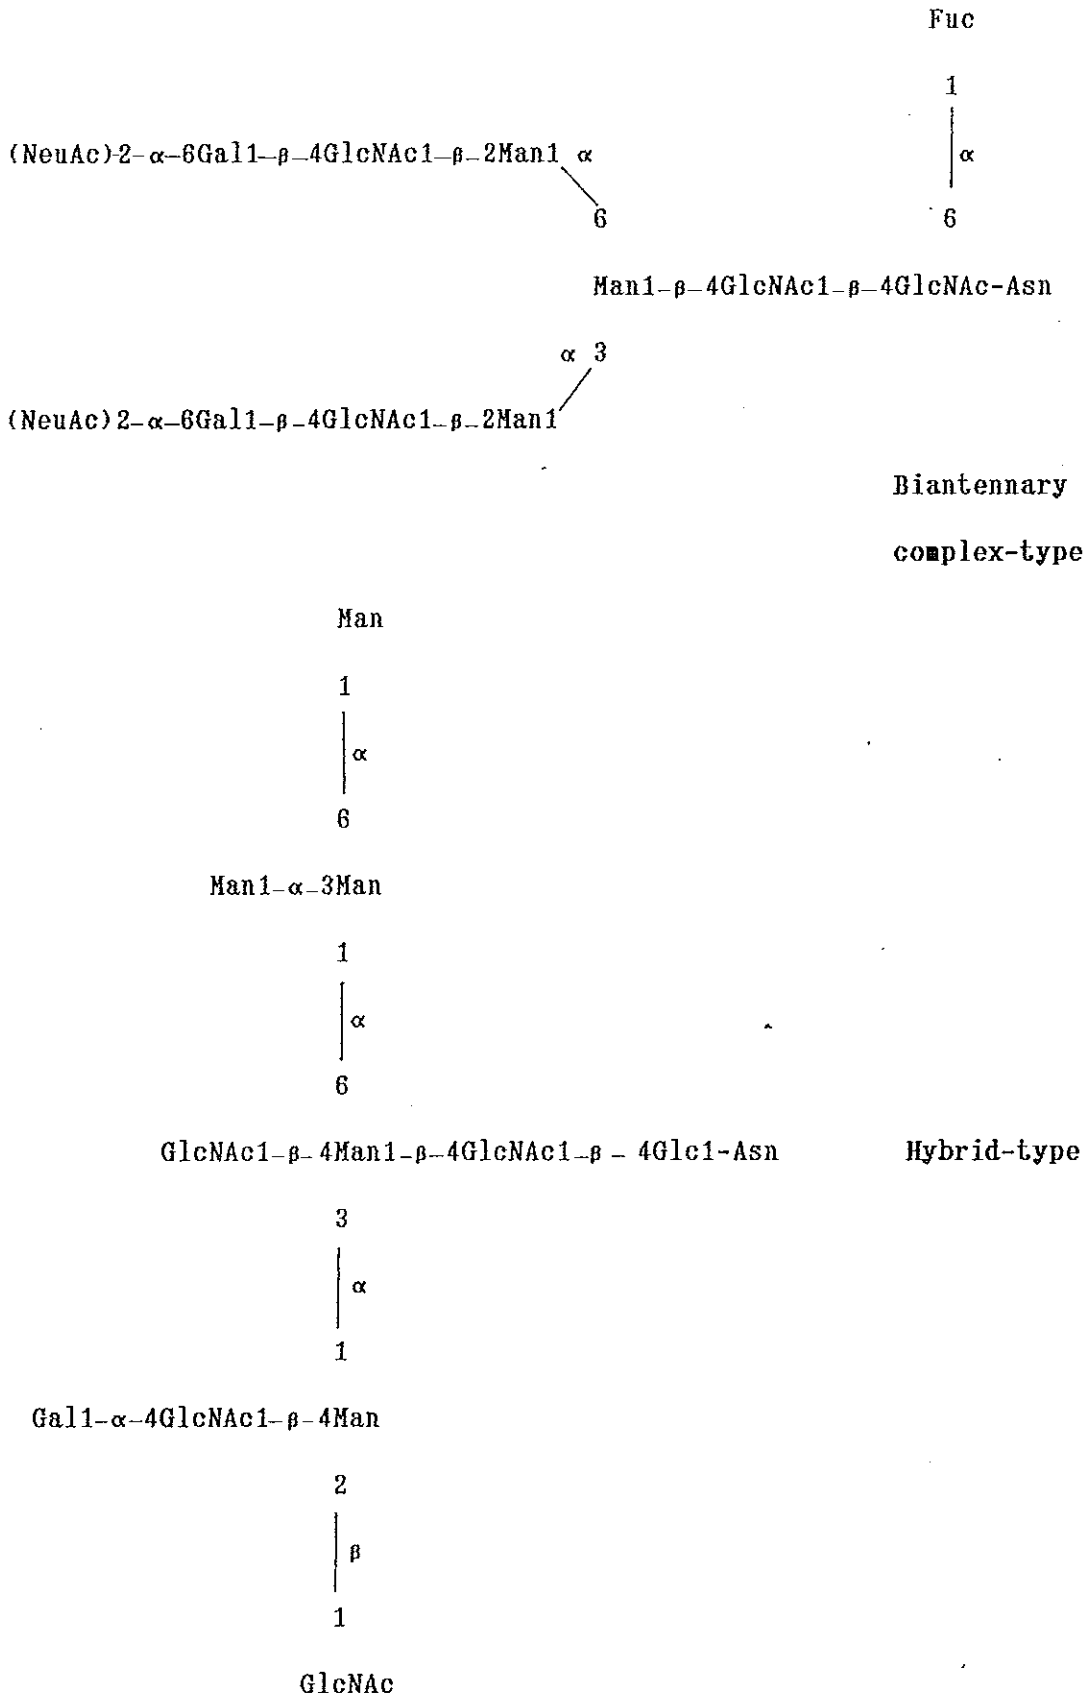 Fuc
1
α
(NeuAc)-2-α-6Gal1-β-4GlcNAc1-β-2Man1 α
6 6
Man1-β-4GlcNAc1-β-4GlcNAc-Asn
α 3
(NeuAc)2-α-6Gal1-β-4GlcNAc1-β-2Man1
Biantennary
complex-type
Man
1
α
6
Man1-α-3Man
1
α
6
GlcNAc1-β-4Man1-β-4GlcNAc1-β - 4Glc1-Asn Hybrid-type
3
α
1
Gal1-α-4GlcNAc1-β-4Man
2
β
1
GlcNAc